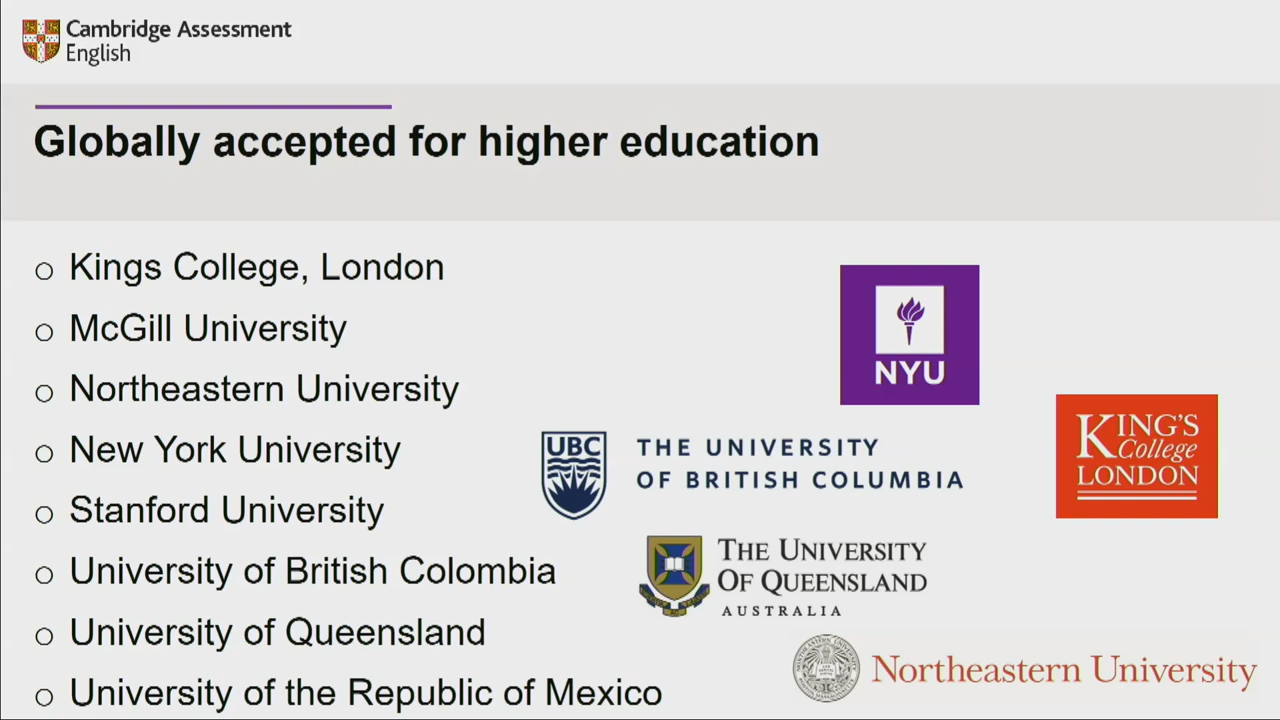 Cambridge Assessment
English
Globally accepted for higher education
o Kings College, London
o McGill University
o Northeastern University
o New York University
o Stanford University
o University of British Colombia
o University of Queensland
o University of the Republic of Mexico
NYU
UBC
THE UNIVERSITY
OF BRITISH COLUMBIA
KING'S
College
LONDON
THE UNIVERSITY
OF QUEENSLAND
AUSTRALIA
Northeastern University